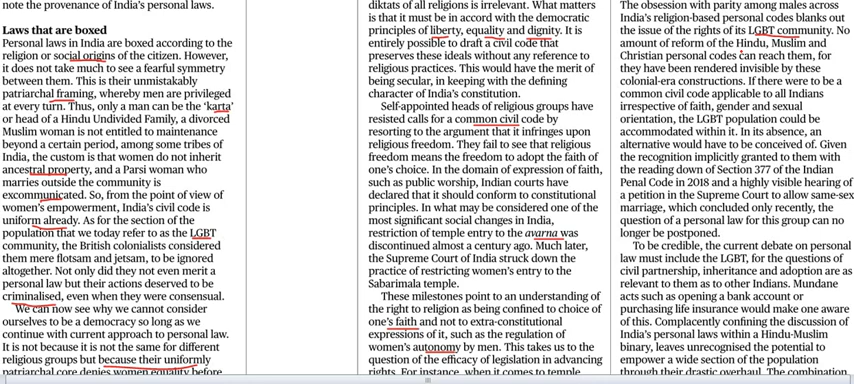 note the provenance of India's personal laws.
Laws that are boxed
Personal laws in India are boxed according to the
religion or social origins of the citizen. However,
it does not take much to see a fearful symmetry
between them. This is their unmistakably
patriarchal framing, whereby men are privileged
at every turn. Thus, only a man can be the 'karta'
or head of a Hindu Undivided Family, a divorced
Muslim woman is not entitled to maintenance
beyond a certain period, among some tribes of
India, the custom is that women do not inherit
ancestral property, and a Parsi woman who
marries outside the community is
excommunicated. So, from the point of view of
women's empowerment, India's civil code is
uniform already. As for the section of the
population that we today refer to as the LGBT
community, the British colonialists considered
them mere flotsam and jetsam, to be ignored
altogether. Not only did they not even merit a
personal law but their actions deserved to be
criminalised, even when they were consensual.
We can now see why we cannot consider
ourselves to be a democracy so long as we
continue with current approach to personal law.
It is not because it is not the same for different
religious groups but because their uniformly
patriarchal core denies women equality before
diktats of all religions is irrelevant. What matters
is that it must be in accord with the democratic
principles of liberty, equality and dignity. It is
entirely possible to draft a civil code that
preserves these ideals without any reference to
religious practices. This would have the merit of
being secular, in keeping with the defining
character of India's constitution.
Self-appointed heads of religious groups have
resisted calls for a common civil code by
resorting to the argument that it infringes upon
religious freedom. They fail to see that religious
freedom means the freedom to adopt the faith of
one's choice. In the domain of expression of faith,
such as public worship, Indian courts have
declared that it should conform to constitutional
principles. In what may be considered one of the
most significant social changes in India,
restriction of temple entry to the avarna was
discontinued almost a century ago. Much later,
the Supreme Court of India struck down the
practice of restricting women's entry to the
Sabarimala temple.
These milestones point to an understanding of
the right to religion as being confined to choice of
one's faith and not to extra-constitutional
expressions of it, such as the regulation of
women's autonomy by men. This takes us to the
question of the efficacy of legislation in advancing
rights. For instance, when it comes to temple
The obsession with parity among males across
India's religion-based personal codes blanks out
the issue of the rights of its LGBT community. No
amount of reform of the Hindu, Muslim and
Christian personal codes can reach them, for
they have been rendered invisible by these
colonial-era constructions. If there were to be a
common civil code applicable to all Indians
irrespective of faith, gender and sexual
orientation, the LGBT population could be
accommodated within it. In its absence, an
alternative would have to be conceived of. Given
the recognition implicitly granted to them with
the reading down of Section 377 of the Indian
Penal Code in 2018 and a highly visible hearing of
a petition in the Supreme Court to allow same-sex
marriage, which concluded only recently, the
question of a personal law for this group can no
longer be postponed.
To be credible, the current debate on personal
law must include the LGBT, for the questions of
civil partnership, inheritance and adoption are as
relevant to them as to other Indians. Mundane
acts such as opening a bank account or
purchasing life insurance would make one aware
of this. Complacently confining the discussion of
India's personal laws within a Hindu-Muslim
binary, leaves unrecognised the potential to
empower a wide section of the population
through their drastic overhaul. The combination